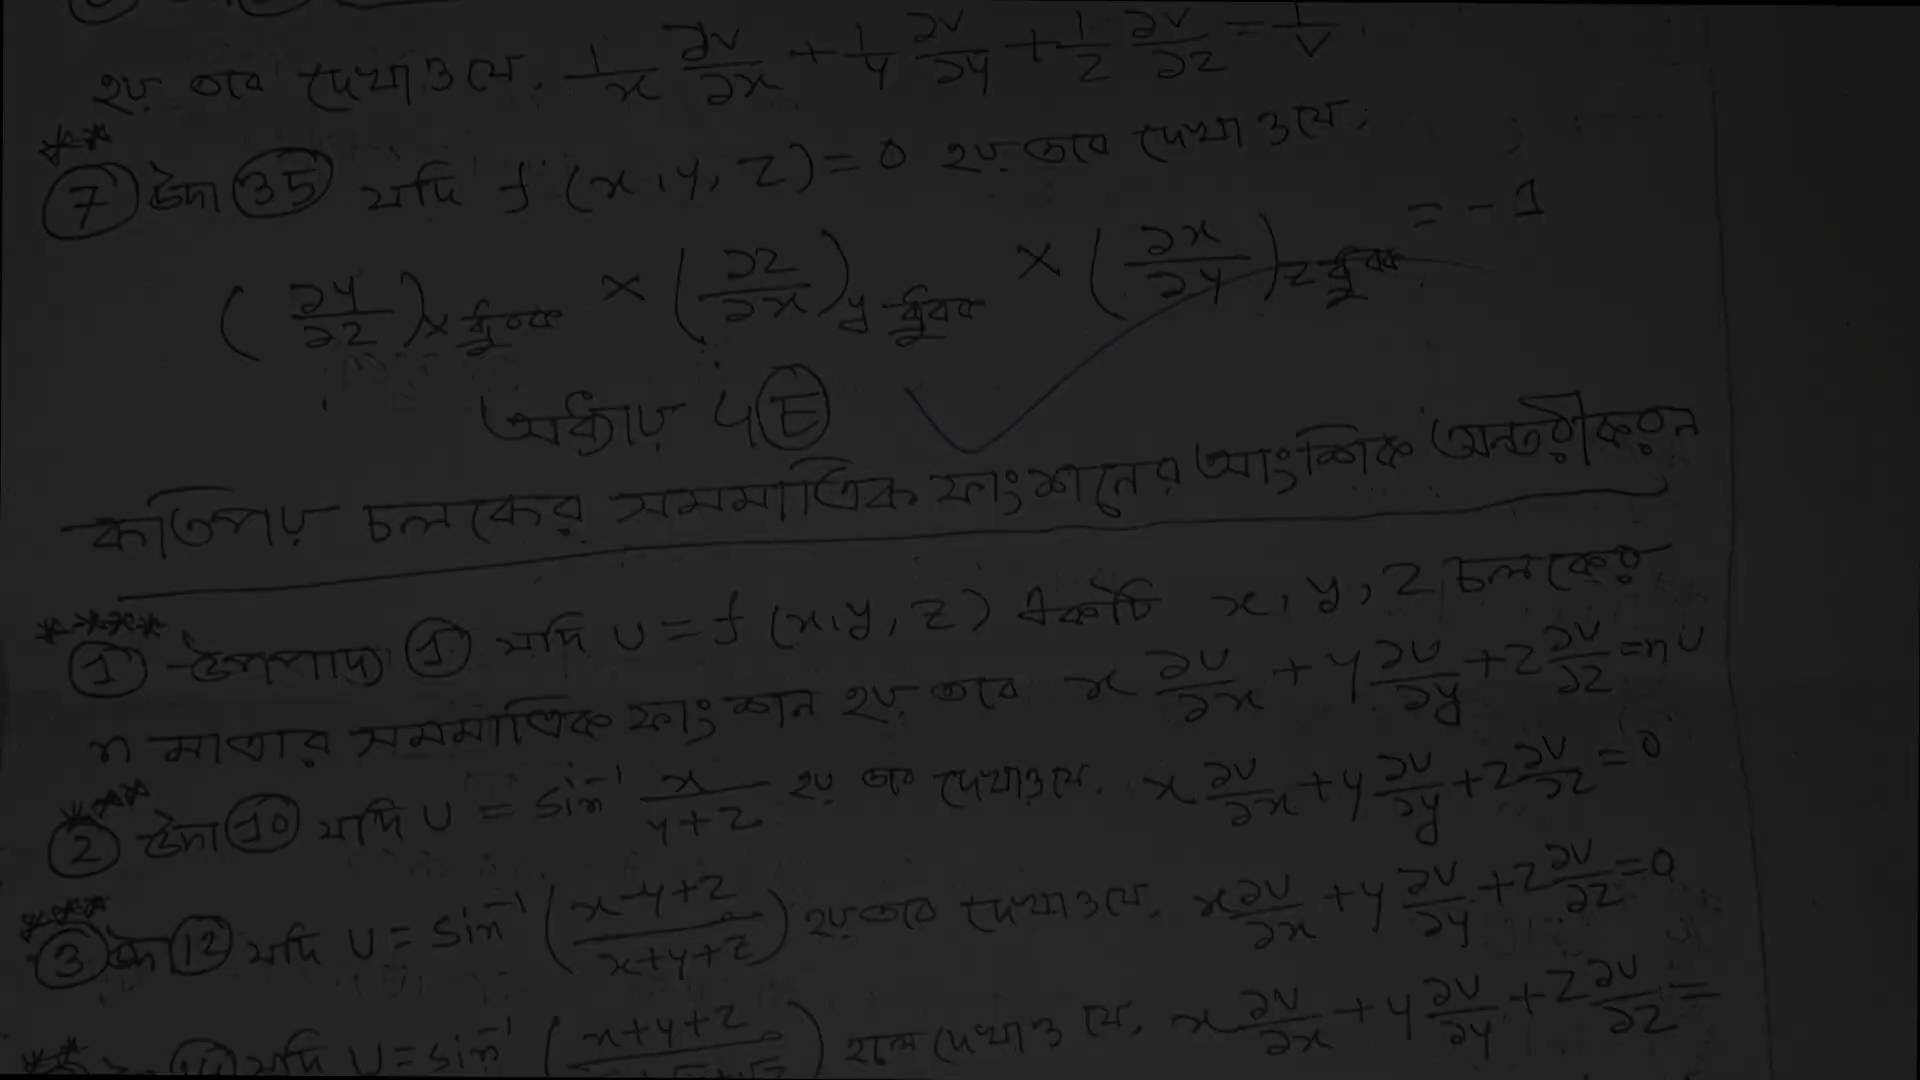 হয় তবে দেখাও যে, 1/x ∂v/∂x + 1/y ∂v/∂y + 1/z ∂v/∂z = 1/v
** ⑦ উদা ㉟ যদি f (x, y, z) = 0 হয় তবে দেখাও যে,
(∂y/∂z)x ধ্রুবক × (∂z/∂x)y ধ্রুবক × (∂x/∂y)z ধ্রুবক = -1
অধ্যায় 4Ⓔ
কতিপয় চলকের সমমাত্রিক ফাংশনের আংশিক অন্তরীকরন
**** ① উপপাদ্য ① যদি u = f (x, y, z) একটি x, y, z চলকের
n মাত্রার সমমাত্রিক ফাংশন হয় তবে x ∂u/∂x + y ∂u/∂y + z ∂u/∂z = nu
*** ② উদা ⑩ যদি u = sin⁻¹ x/y+z হয় তবে দেখাও যে, x ∂u/∂x + y ∂u/∂y + z ∂u/∂z = 0
**** ③ উদা ⑫ যদি u = sin⁻¹ (x-y+z/x+y+z) হয় তবে দেখাও যে, x ∂u/∂x + y ∂u/∂y + z ∂u/∂z = 0
যদি u = sin⁻¹ (x+y+z) হলে দেখাও যে, x ∂u/∂x + y ∂u/∂y + z ∂u/∂z =